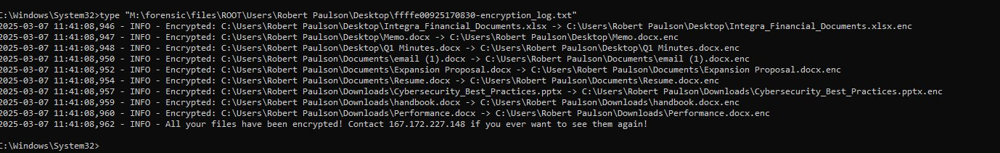 C:\Windows\System32>type "M:\forensic\files\ROOT\Users\Robert Paulson\Desktop\ffffe00925170830-encryption_log.txt"
2025-03-07 11:41:08,946 - INFO - Encrypted: C:\Users\Robert Paulson\Desktop\Integra_Financial_Documents.xlsx -> C:\Users\Robert Paulson\Desktop\Integra_Financial_Documents.xlsx.enc
2025-03-07 11:41:08,947 - INFO - Encrypted: C:\Users\Robert Paulson\Desktop\Memo.docx -> C:\Users\Robert Paulson\Desktop\Memo.docx.enc
2025-03-07 11:41:08,948 - INFO - Encrypted: C:\Users\Robert Paulson\Desktop\Q1 Minutes.docx -> C:\Users\Robert Paulson\Desktop\Q1 Minutes.docx.enc
2025-03-07 11:41:08,950 - INFO - Encrypted: C:\Users\Robert Paulson\Documents\email (1).docx -> C:\Users\Robert Paulson\Documents\email (1).docx.enc
2025-03-07 11:41:08,952 - INFO - Encrypted: C:\Users\Robert Paulson\Documents\Expansion Proposal.docx -> C:\Users\Robert Paulson\Documents\Expansion Proposal.docx.enc
2025-03-07 11:41:08,954 - INFO - Encrypted: C:\Users\Robert Paulson\Documents\Resume.docx -> C:\Users\Robert Paulson\Documents\Resume.docx.enc
2025-03-07 11:41:08,957 - INFO - Encrypted: C:\Users\Robert Paulson\Downloads\Cybersecurity_Best_Practices.pptx -> C:\Users\Robert Paulson\Downloads\Cybersecurity_Best_Practices.pptx.enc
2025-03-07 11:41:08,959 - INFO - Encrypted: C:\Users\Robert Paulson\Downloads\handbook.docx -> C:\Users\Robert Paulson\Downloads\handbook.docx.enc
2025-03-07 11:41:08,960 - INFO - Encrypted: C:\Users\Robert Paulson\Downloads\Performance.docx -> C:\Users\Robert Paulson\Downloads\Performance.docx.enc
2025-03-07 11:41:08,962 - INFO - All your files have been encrypted! Contact 167.172.227.148 if you ever want to see them again!
C:\Windows\System32>